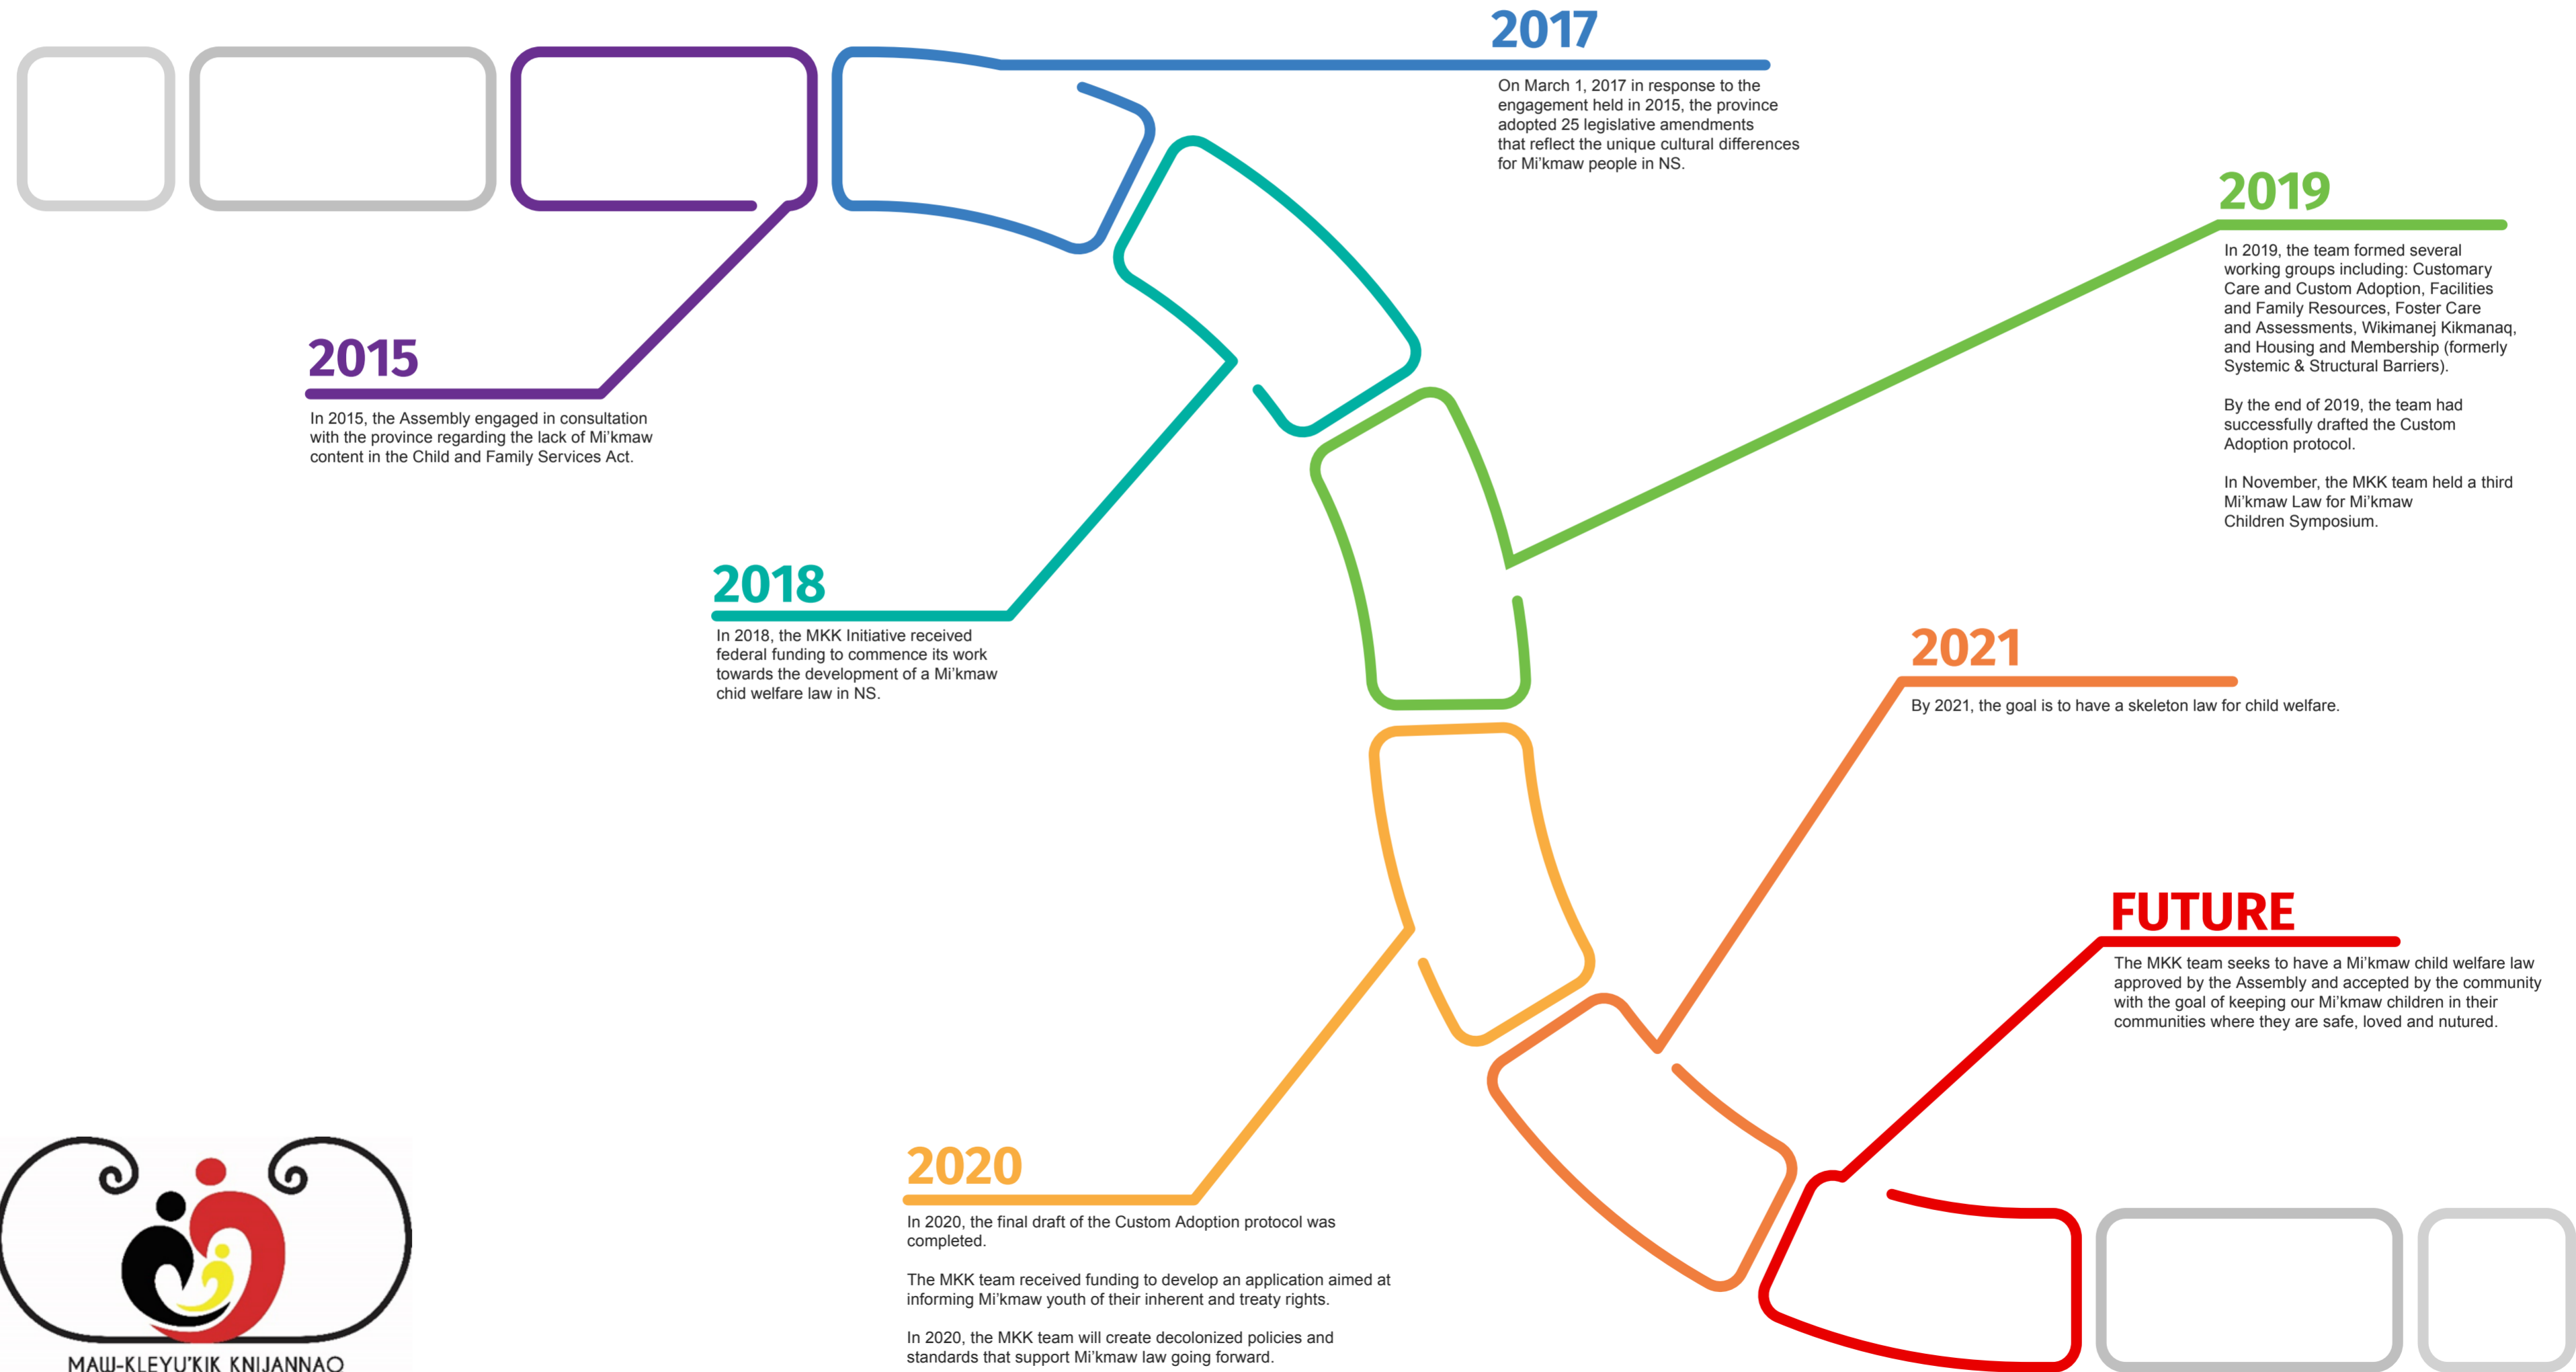 2015
In 2015, the Assembly engaged in consultation
with the province regarding the lack of Mi'kmaw
content in the Child and Family Services Act.
2017
On March 1, 2017 in response to the
engagement held in 2015, the province
adopted 25 legislative amendments
that reflect the unique cultural differences
for Mi'kmaw people in NS.
2018
In 2018, the MKK Initiative received
federal funding to commence its work
towards the development of a Mi'kmaw
chid welfare law in NS.
2019
In 2019, the team formed several
working groups including: Customary
Care and Custom Adoption, Facilities
and Family Resources, Foster Care
and Assessments, Wikimanej Kikmanaq,
and Housing and Membership (formerly
Systemic & Structural Barriers).
By the end of 2019, the team had
successfully drafted the Custom
Adoption protocol.
In November, the MKK team held a third
Mi'kmaw Law for Mi'kmaw
Children Symposium.
2020
In 2020, the final draft of the Custom Adoption protocol was
completed.
The MKK team received funding to develop an application aimed at
informing Mi'kmaw youth of their inherent and treaty rights.
In 2020, the MKK team will create decolonized policies and
standards that support Mi'kmaw law going forward.
2021
By 2021, the goal is to have a skeleton law for child welfare.
FUTURE
The MKK team seeks to have a Mi'kmaw child welfare law
approved by the Assembly and accepted by the community
with the goal of keeping our Mi'kmaw children in their
communities where they are safe, loved and nutured.
MAW-KLEYU'KIK KNIJANNAQ